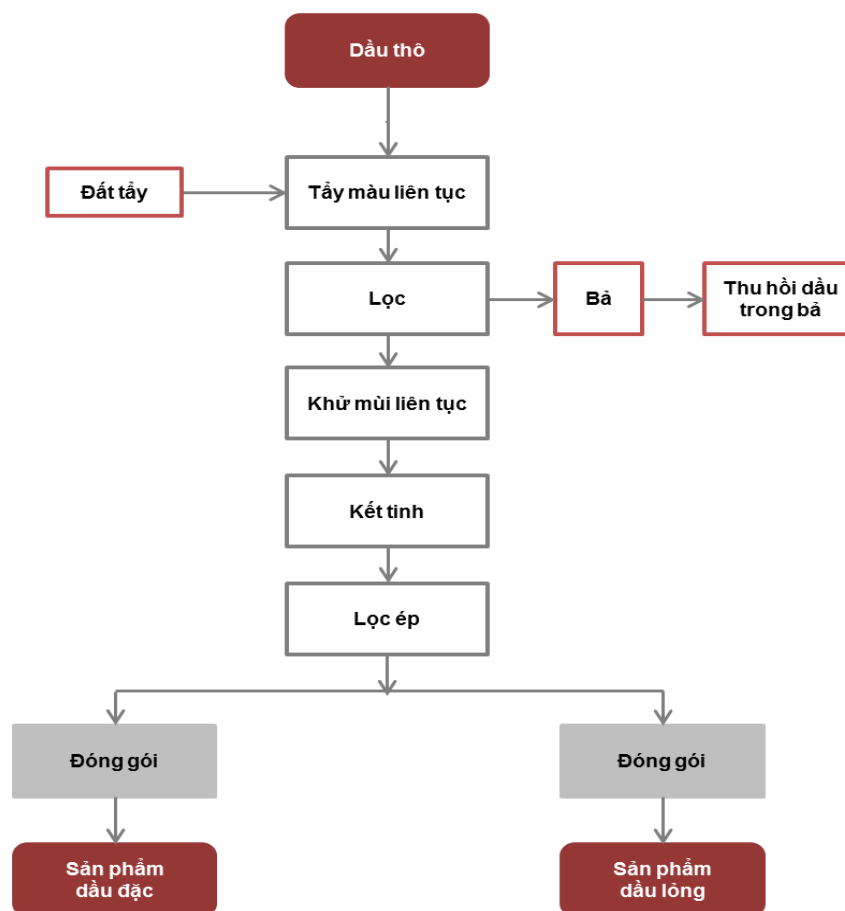 Dầu thô
Đất tẩy
Tẩy màu liên tục
Lọc
Bả
Thu hồi dầu
trong bả
Khử mùi liên tục
Kết tinh
Lọc ép
Đóng gói
Đóng gói
Sản phẩm
dầu đặc
Sản phẩm
dầu lỏng